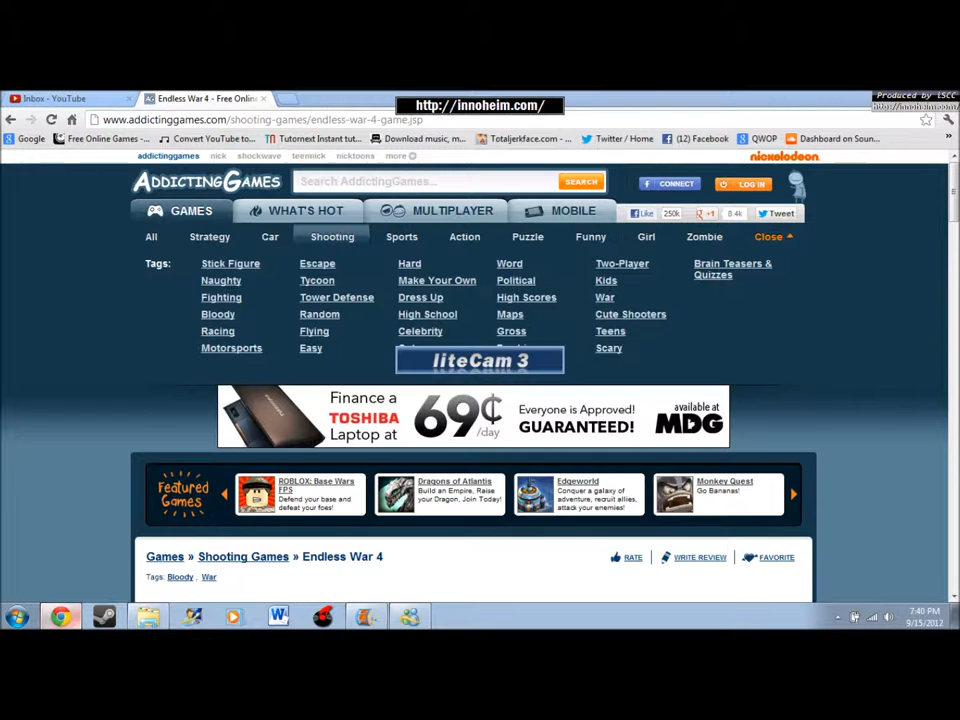 Inbox - YouTube
Endless War 4 - Free Onlin
http://innoheim.com/
Produced by iSCC
http://innoheim.com/
www.addictinggames.com/shooting-games/endless-war-4-game.jsp
Google
Free Online Games - ...
Convert YouTube to...
Tutornext Instant tut...
Download music, m...
Totaljerkface.com - ...
Twitter / Home
(12) Facebook
QWOP
Dashboard on Soun...
addictinggames nick shockwave teennick nicktoons more
nickelodeon
ADDICTINGGAMES
Search AddictingGames...
SEARCH
CONNECT
LOG IN
GAMES
WHAT'S HOT
MULTIPLAYER
MOBILE
Like 250k +1 8.4k Tweet
All Strategy Car Shooting Sports Action Puzzle Funny Girl Zombie Close
Tags: Stick Figure Escape Hard Word Two-Player Brain Teasers &
Quizzes
Naughty Tycoon Make Your Own Political Kids
Fighting Tower Defense Dress Up High Scores War
Bloody Random High School Maps Cute Shooters
Racing Flying Celebrity Gross Teens
Motorsports Easy Scary
liteCam 3
Finance a
TOSHIBA
Laptop at
69¢
/day
Everyone is Approved!
GUARANTEED!
available at
MDG
Featured
Games
ROBLOX: Base Wars
FPS
Defend your base and
defeat your foes!
Dragons of Atlantis
Build an Empire, Raise
your Dragon, Join Today!
Edgeworld
Conquer a galaxy of
adventure, recruit allies,
attack your enemies!
Monkey Quest
Go Bananas!
Games » Shooting Games » Endless War 4
RATE
WRITE REVIEW
FAVORITE
Tags: Bloody , War
7:40 PM
9/15/2012